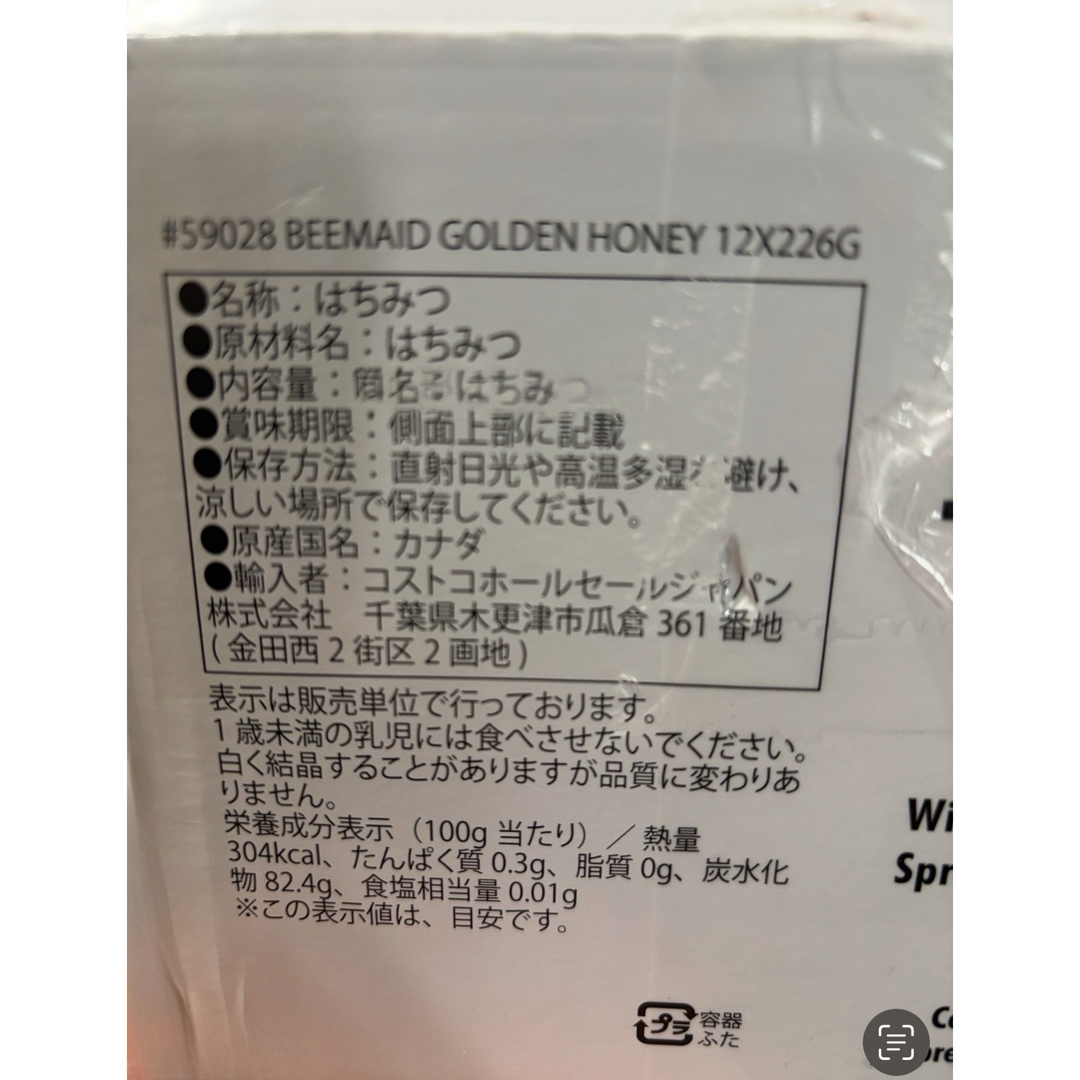 #59028 BEEMAID GOLDEN HONEY 12X226G
●名称：はちみつ
●原材料名：はちみつ
●内容量：名はちみつ
●賞味期限：側面上部に記載
●保存方法：直射日光や高温多湿を避け、
涼しい場所で保存してください。
●原産国名：カナダ
●輸入者：コストコホールセールジャパン
株式会社　千葉県木更津市瓜倉 361 番地
( 金田西 2 街区 2 画地 )
表示は販売単位で行っております。
1 歳未満の乳児には食べさせないでください。
白く結晶することがありますが品質に変わりあ
りません。
栄養成分表示（100g 当たり）／ 熱量
304kcal、たんぱく質 0.3g、脂質 0g、炭水化
物 82.4g、食塩相当量 0.01g
※この表示値は、目安です。
Wi
Spr
プラ 容器
ふた